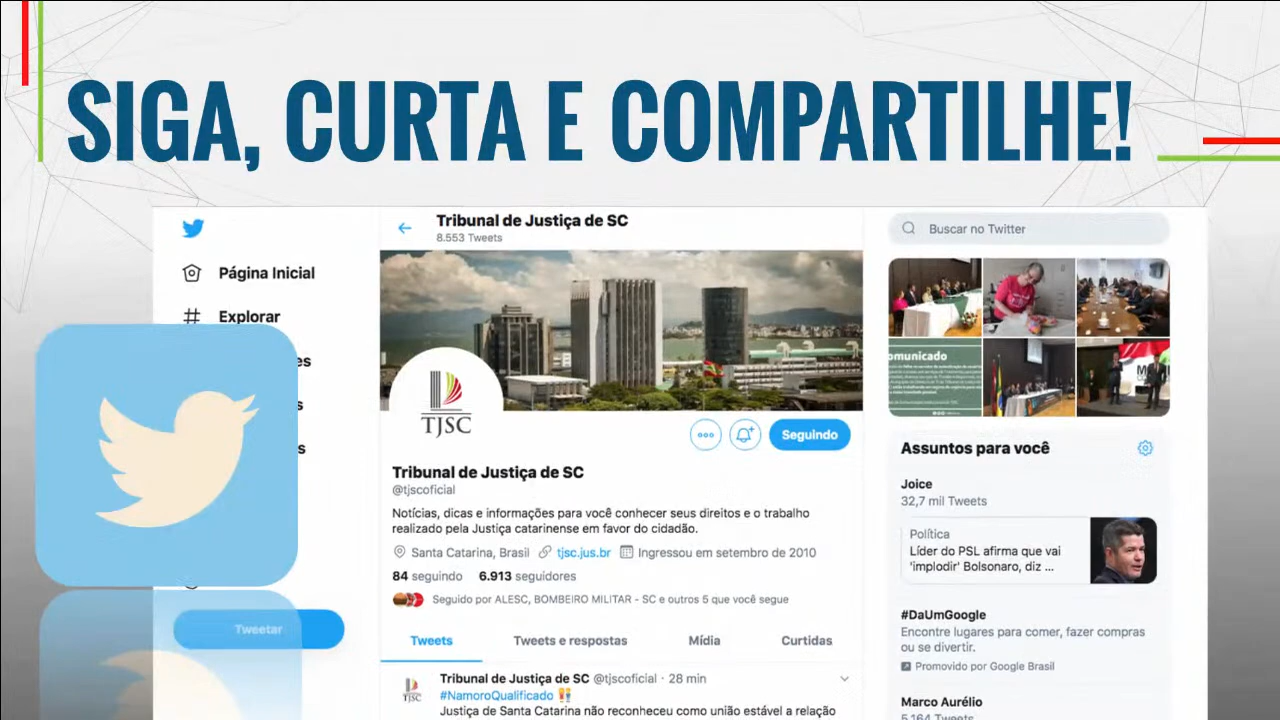 SIGA, CURTA E COMPARTILHE!
Tribunal de Justiça de SC
8.553 Tweets
Buscar no Twitter
Página Inicial
Explorar
es
s
s
Tweetar
omunicado
TJSC
Seguindo
Tribunal de Justiça de SC
@tjscoficial
Notícias, dicas e informações para você conhecer seus direitos e o trabalho
realizado pela Justiça catarinense em favor do cidadão.
Santa Catarina, Brasil tjsc.jus.br Ingressou em setembro de 2010
84 seguindo 6.913 seguidores
Seguido por ALESC, BOMBEIRO MILITAR - SC e outros 5 que você segue
Tweets Tweets e respostas Mídia Curtidas
Tribunal de Justiça de SC @tjscoficial · 28 min
#NamoroQualificado
Justiça de Santa Catarina não reconheceu como união estável a relação
Assuntos para você
Joice
32,7 mil Tweets
Política
Líder do PSL afirma que vai
'implodir' Bolsonaro, diz ...
#DaUmGoogle
Encontre lugares para comer, fazer compras
ou se divertir.
Promovido por Google Brasil
Marco Aurélio
5.164 Tweets